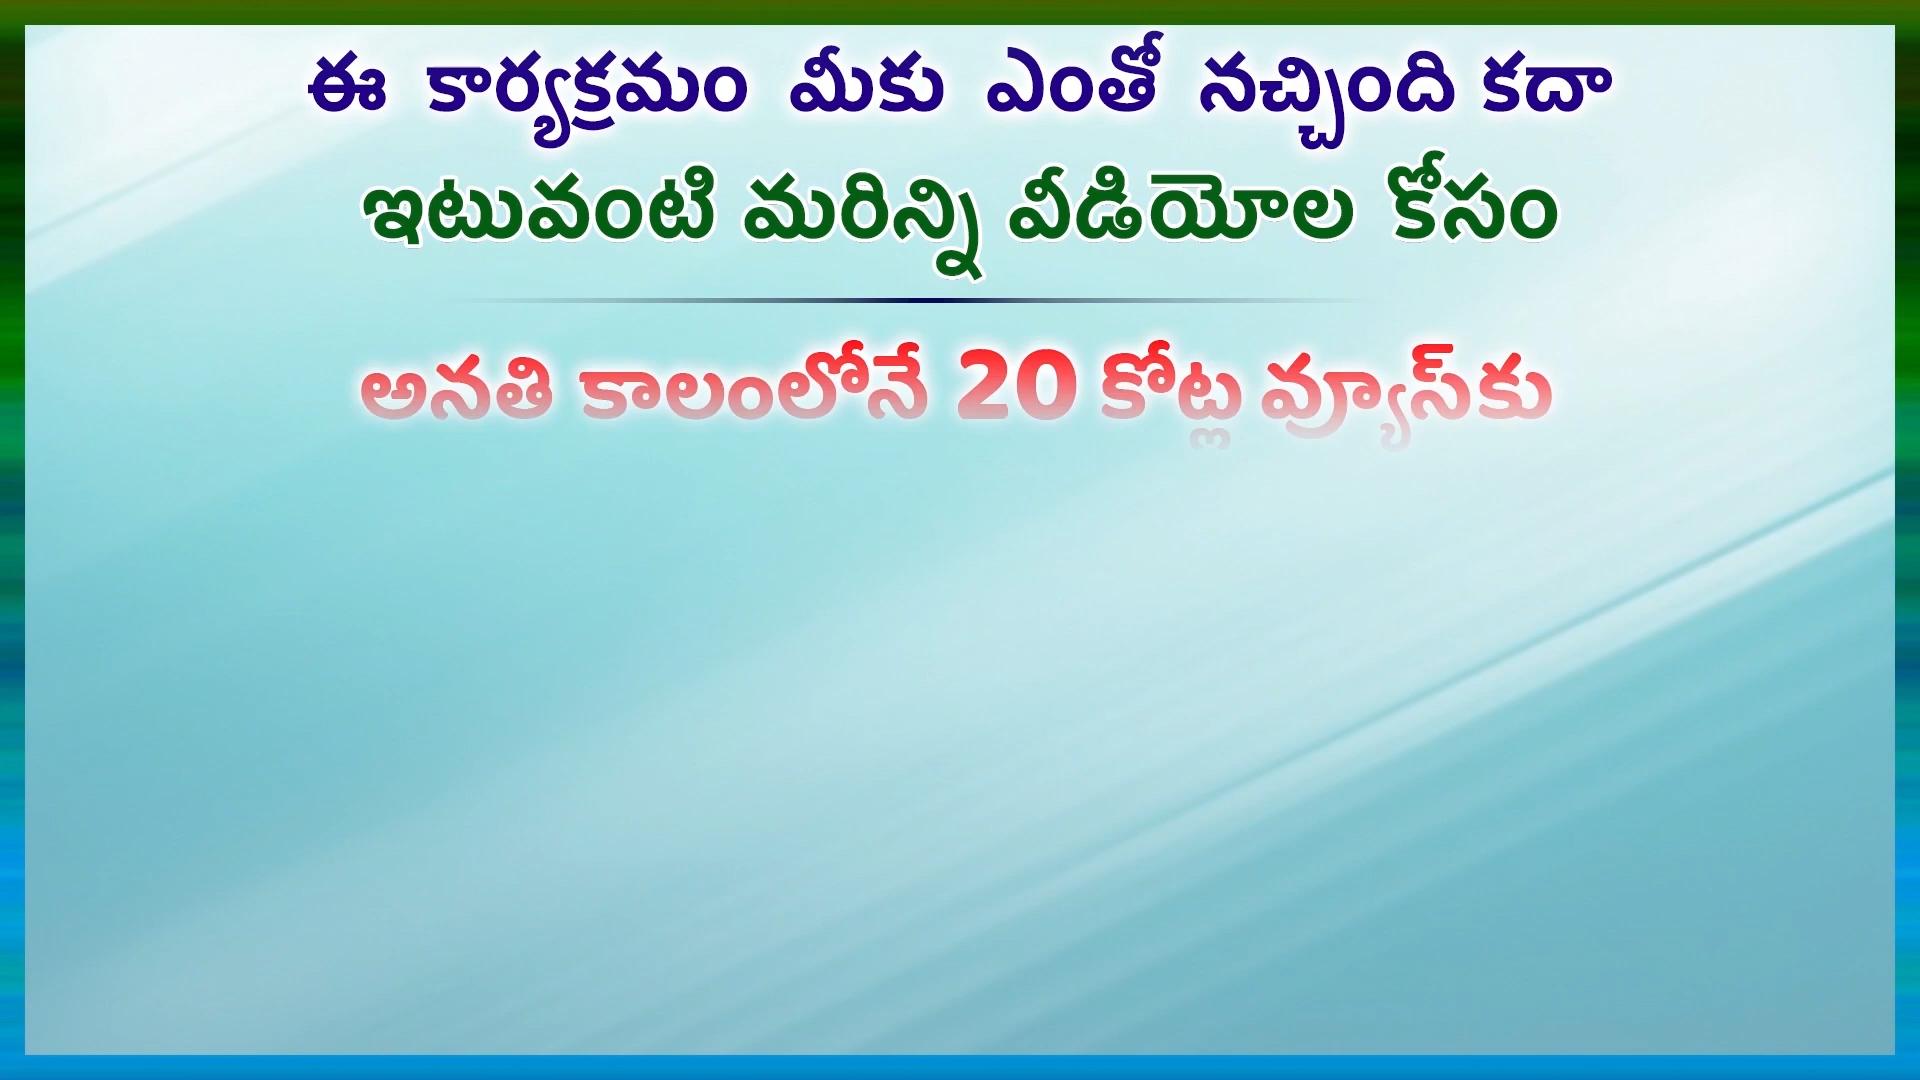 ఈ కార్యక్రమం మీకు ఎంతో నచ్చింది కదా
ఇటువంటి మరిన్ని వీడియోల కోసం
అనతి కాలంలోనే 20 కోట్ల వ్యూస్‌కు